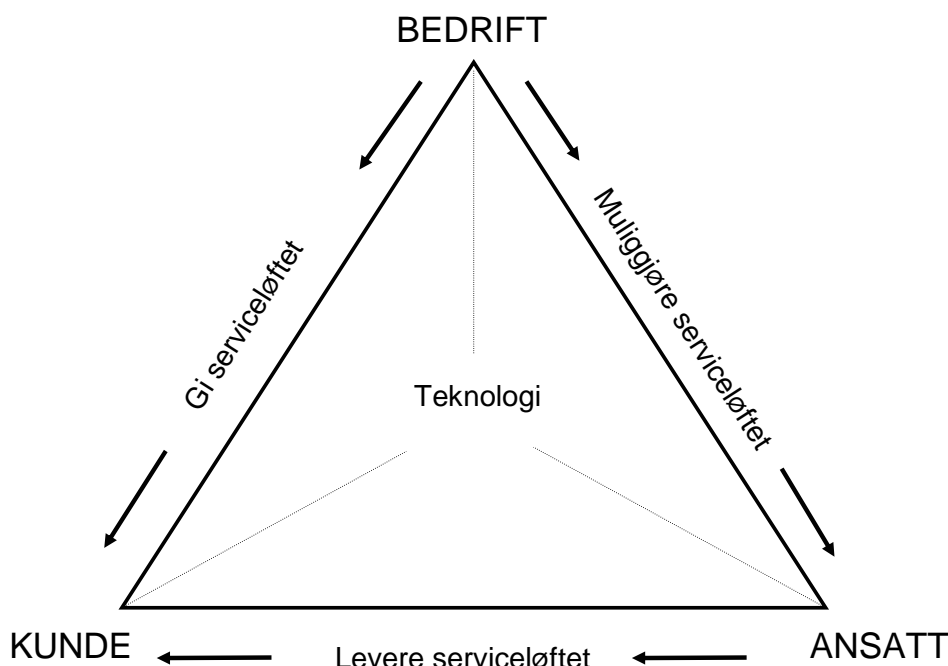 BEDRIFT
Gi serviceløftet
Muliggjøre serviceløftet
Teknologi
KUNDE
Levere serviceløftet
ANSATT